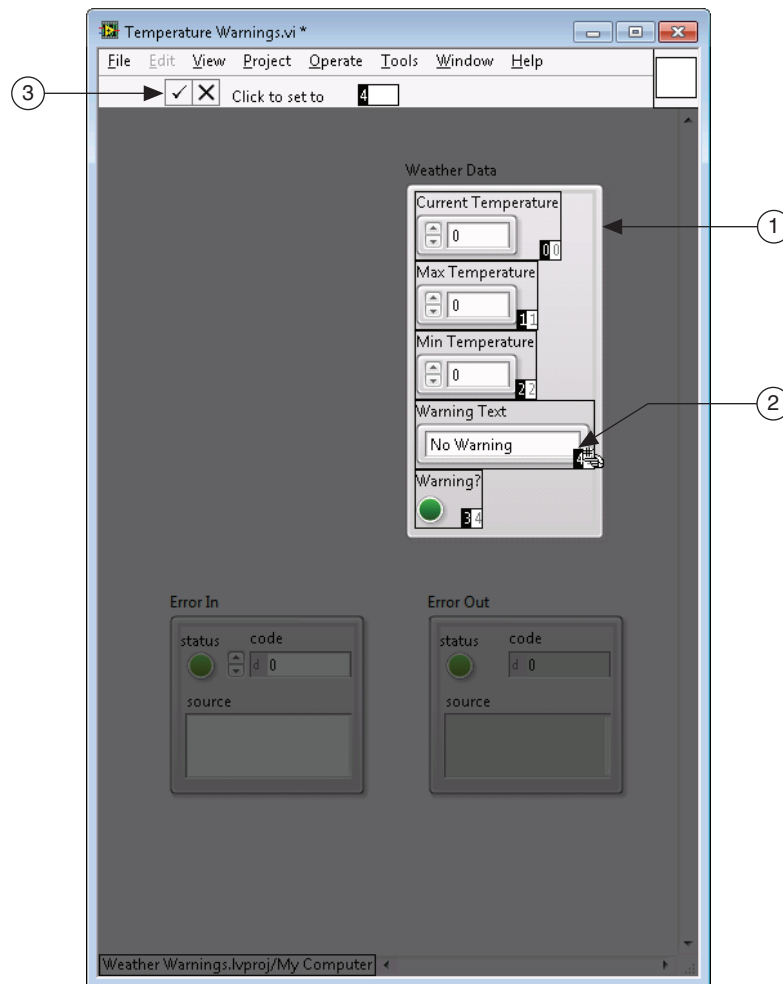 Temperature Warnings.vi *
File Edit View Project Operate Tools Window Help
3
Click to set to 4
Weather Data
Current Temperature
0
0 0
1
Max Temperature
0
1 1
Min Temperature
0
2 2
2
Warning Text
No Warning
4
Warning?
3 4
Error In
Error Out
status code
d 0
source
status code
d 0
source
Weather Warnings.lvproj/My Computer